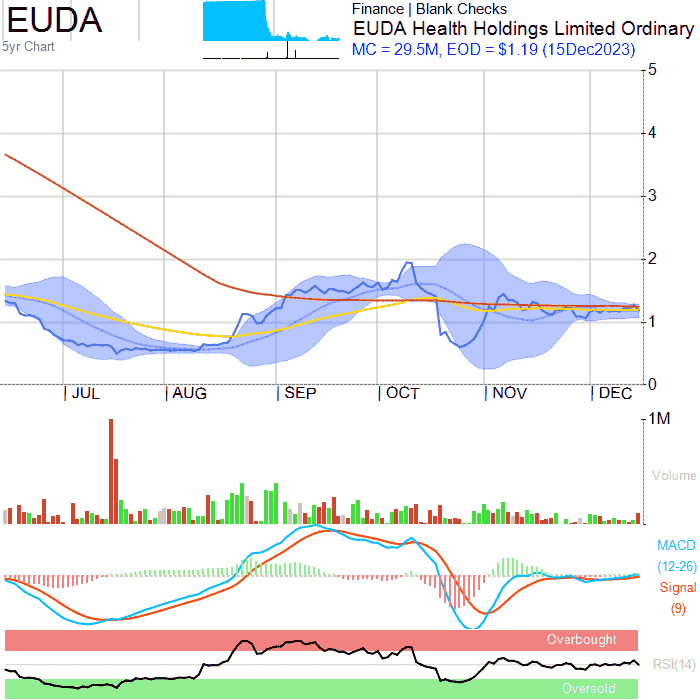 EUDA
5yr Chart
Finance | Blank Checks
EUDA Health Holdings Limited Ordinary
MC = 29.5M, EOD = $1.19 (15Dec2023)
5
4
3
2
1
0
JUL
AUG
SEP
OCT
NOV
DEC
1M
Volume
MACD
(12-26)
Signal
(9)
Overbought
RSI(14)
Oversold